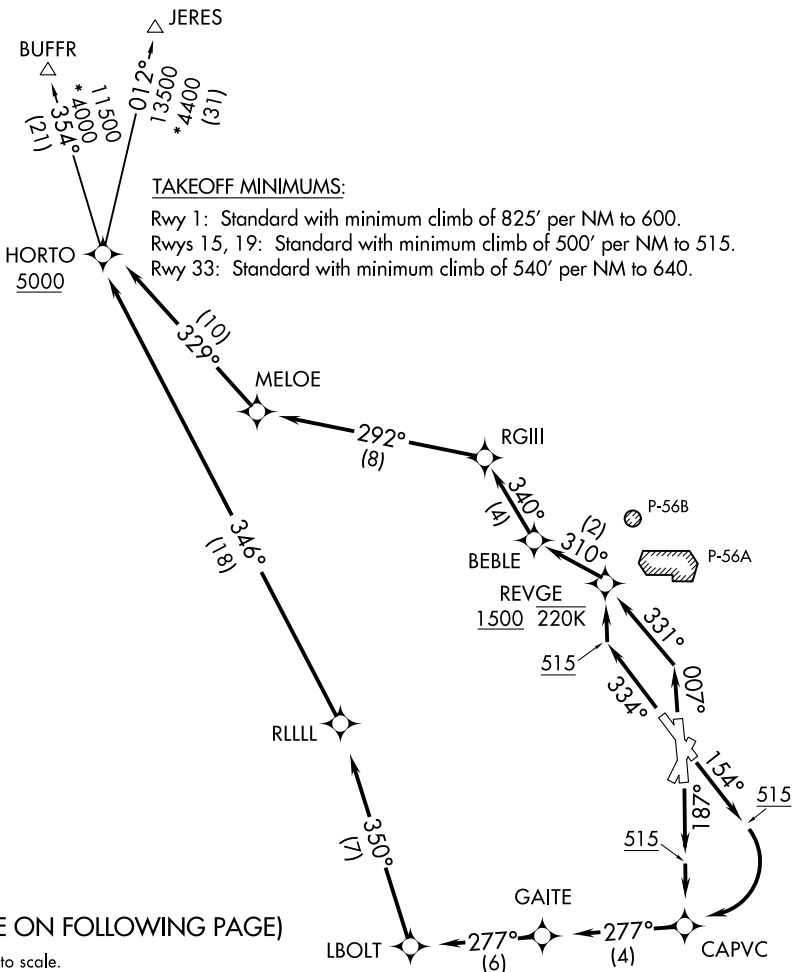 JERES
BUFFR
012°
13500
*4400
(31)
11500
*4000
354°
(21)
TAKEOFF MINIMUMS:
Rwy 1: Standard with minimum climb of 825' per NM to 600.
Rwys 15, 19: Standard with minimum climb of 500' per NM to 515.
Rwy 33: Standard with minimum climb of 540' per NM to 640.
HORTO
5000
(10)
329°
MELOE
292°
(8)
RGIII
340°
(4)
P-56B
(2)
310°
P-56A
BEBLE
REVGE
1500 220K
346°
(18)
331°
515
334°
007°
RLLLL
154°
515
187°
515
350°
(7)
GAITE
E ON FOLLOWING PAGE)
LBOLT
277°
(6)
277°
(4)
CAPVC
to scale.